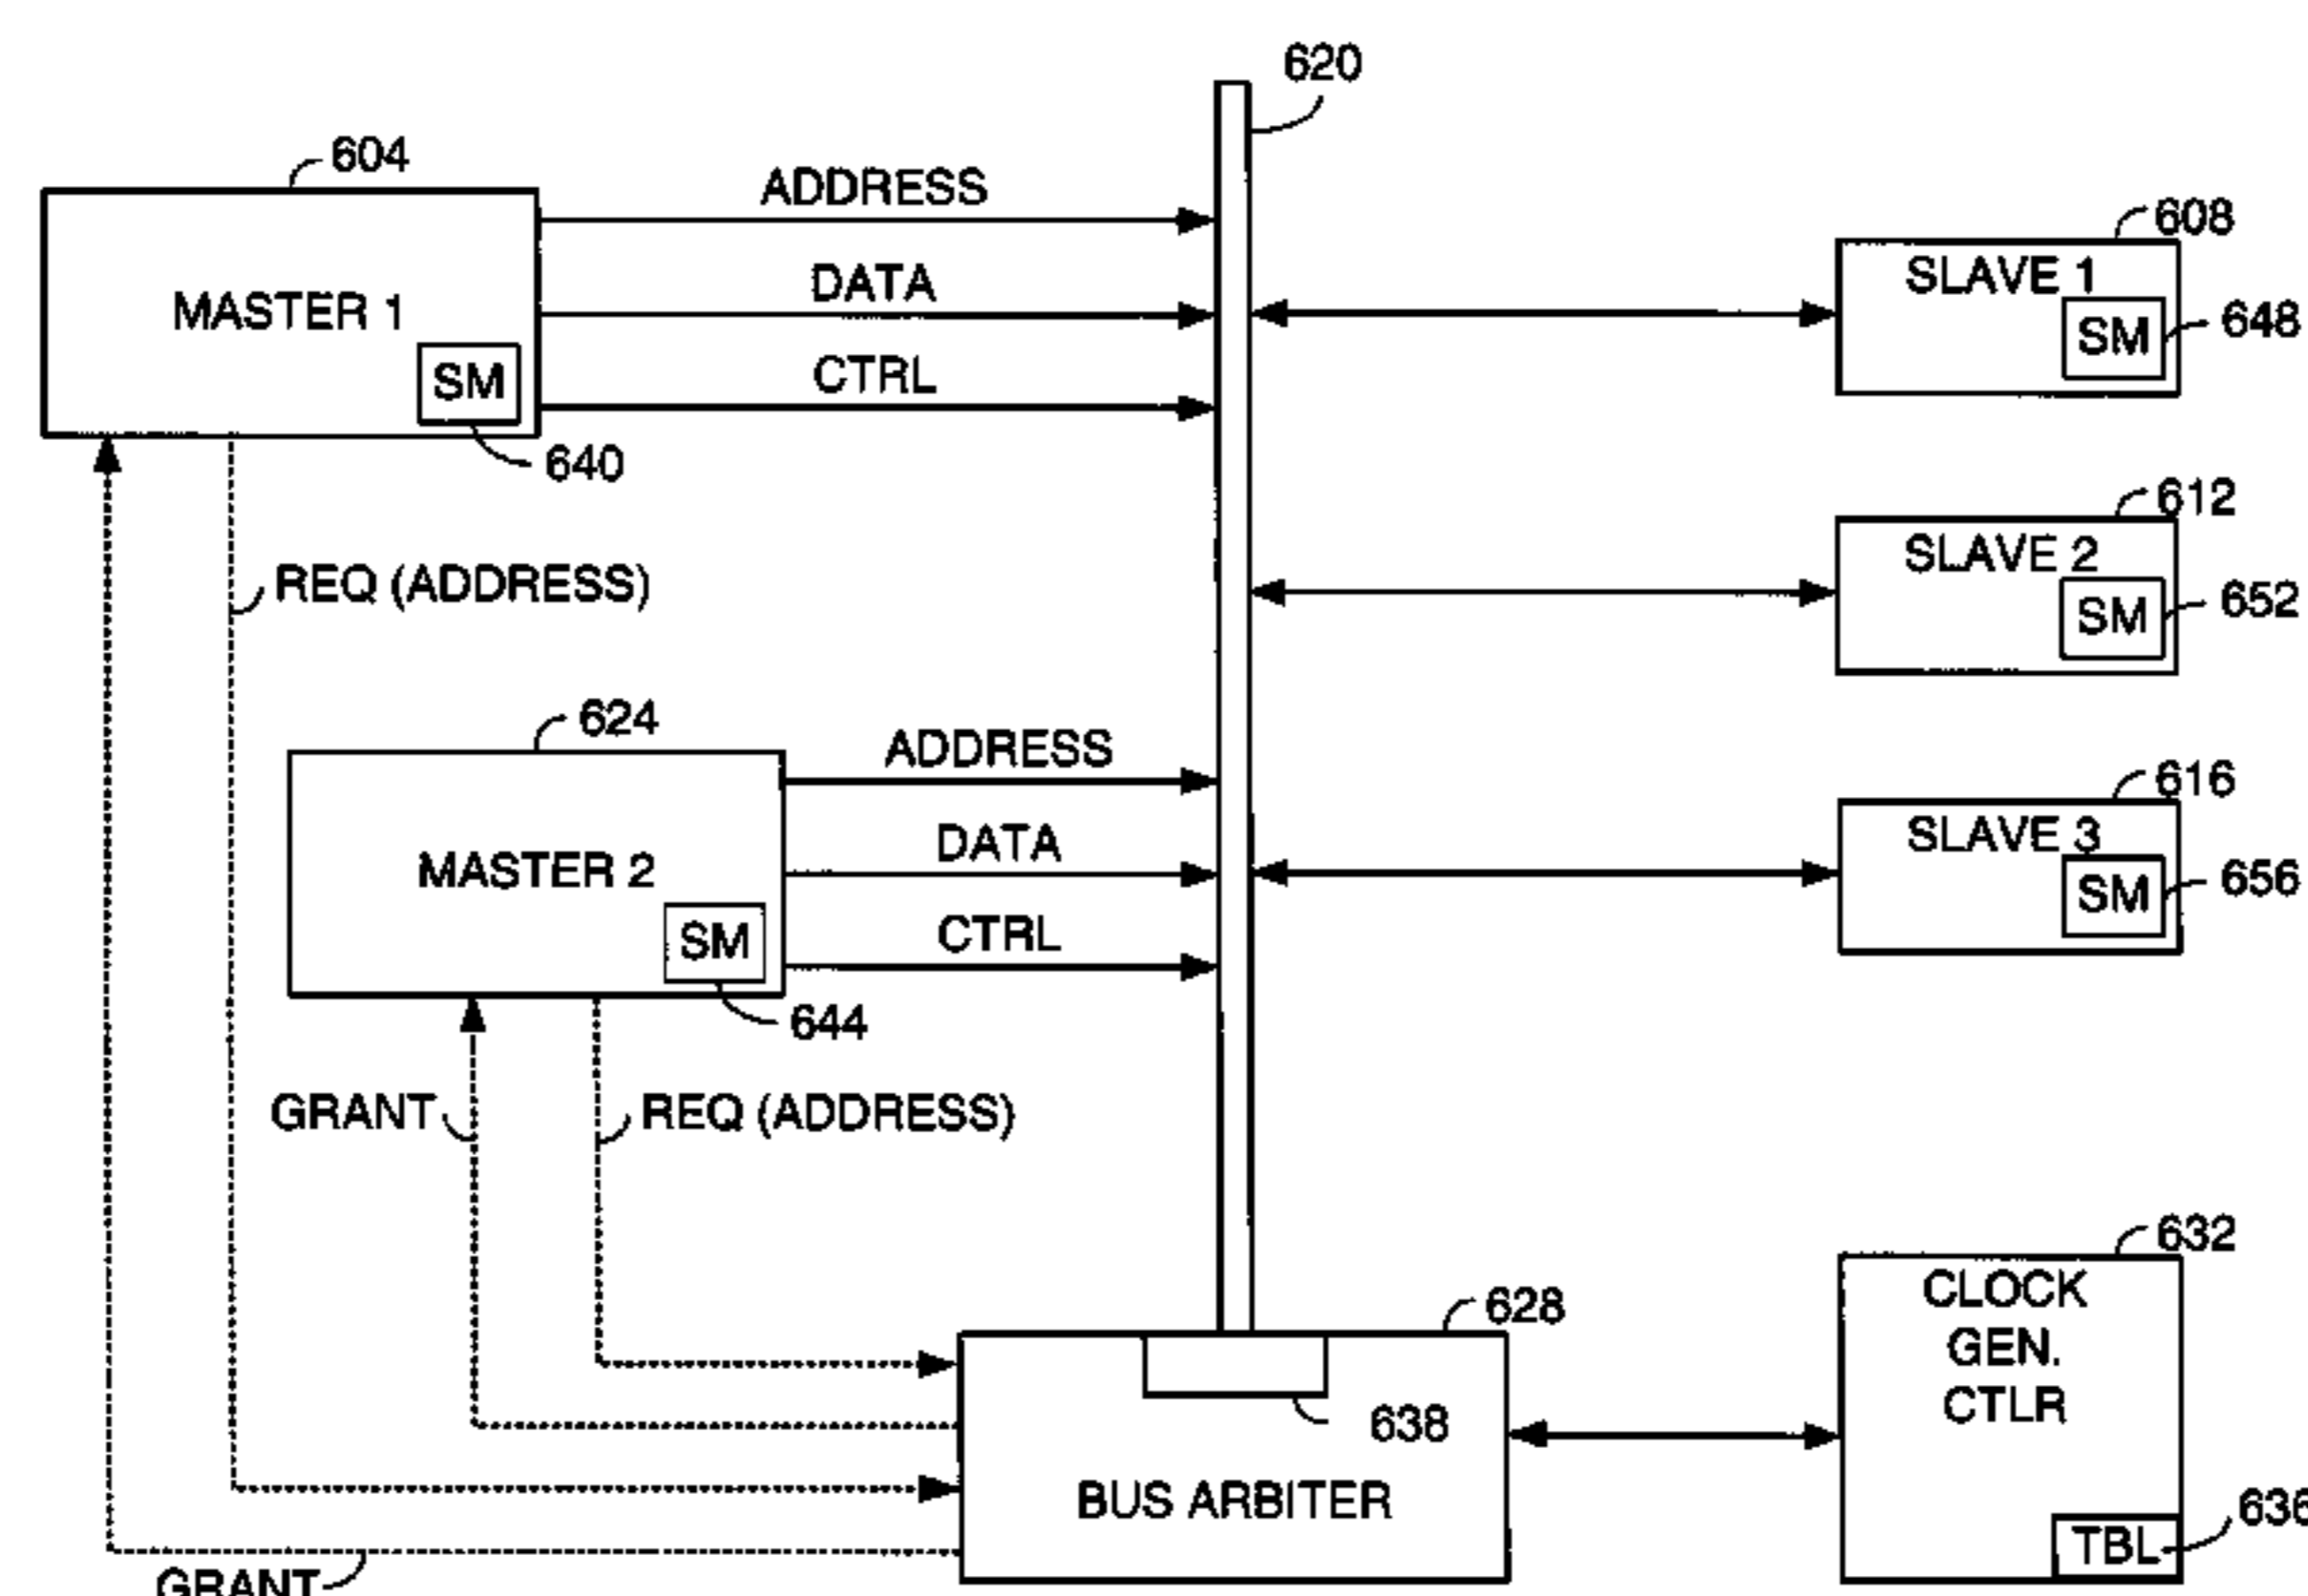 620
604
ADDRESS
608
SLAVE 1
DATA
MASTER 1
SM
648
CTRL
SM
640
612
SLAVE 2
REQ (ADDRESS)
SM
652
624
ADDRESS
616
SLAVE 3
DATA
MASTER 2
SM
656
CTRL
SM
644
GRANT
REQ (ADDRESS)
632
CLOCK
GEN.
CTLR
628
638
BUS ARBITER
636
TBL
GRANT